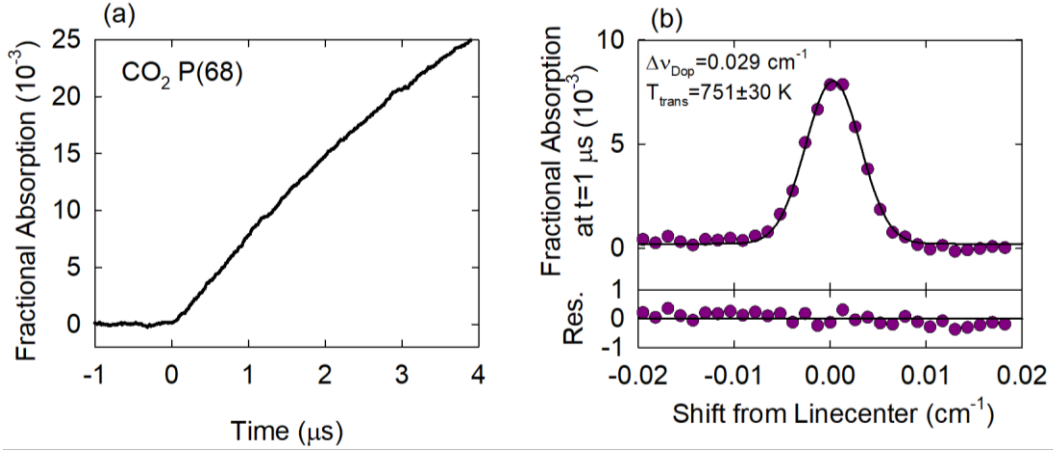 (a)
Fractional Absorption (10⁻³)
25
20
15
10
5
0
CO₂ P(68)
-1 0 1 2 3 4
Time (μs)
(b)
Fractional Absorption
at t=1 μs (10⁻³)
10
5
0
Δν_Dop=0.029 cm⁻¹
T_trans=751±30 K
Res.
1
0
-1
-0.02 -0.01 0.00 0.01 0.02
Shift from Linecenter (cm⁻¹)